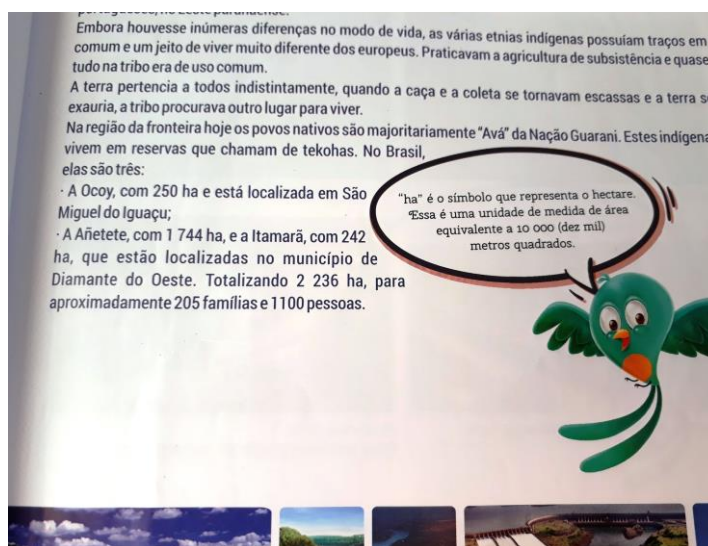 Embora houvesse inúmeras diferenças no modo de vida, as várias etnias indígenas possuíam traços em
comum e um jeito de viver muito diferente dos europeus. Praticavam a agricultura de subsistência e quase
tudo na tribo era de uso comum.
A terra pertencia a todos indistintamente, quando a caça e a coleta se tornavam escassas e a terra s
exauria, a tribo procurava outro lugar para viver.
Na região da fronteira hoje os povos nativos são majoritariamente "Avá" da Nação Guarani. Estes indígena
vivem em reservas que chamam de tekohas. No Brasil,
elas são três:
· A Ocoy, com 250 ha e está localizada em São
Miguel do Iguaçu;
· A Añetete, com 1 744 ha, e a Itamarã, com 242
ha, que estão localizadas no município de
Diamante do Oeste. Totalizando 2 236 ha, para
aproximadamente 205 famílias e 1100 pessoas.
"ha" é o símbolo que representa o hectare.
Essa é uma unidade de medida de área
equivalente a 10 000 (dez mil)
metros quadrados.